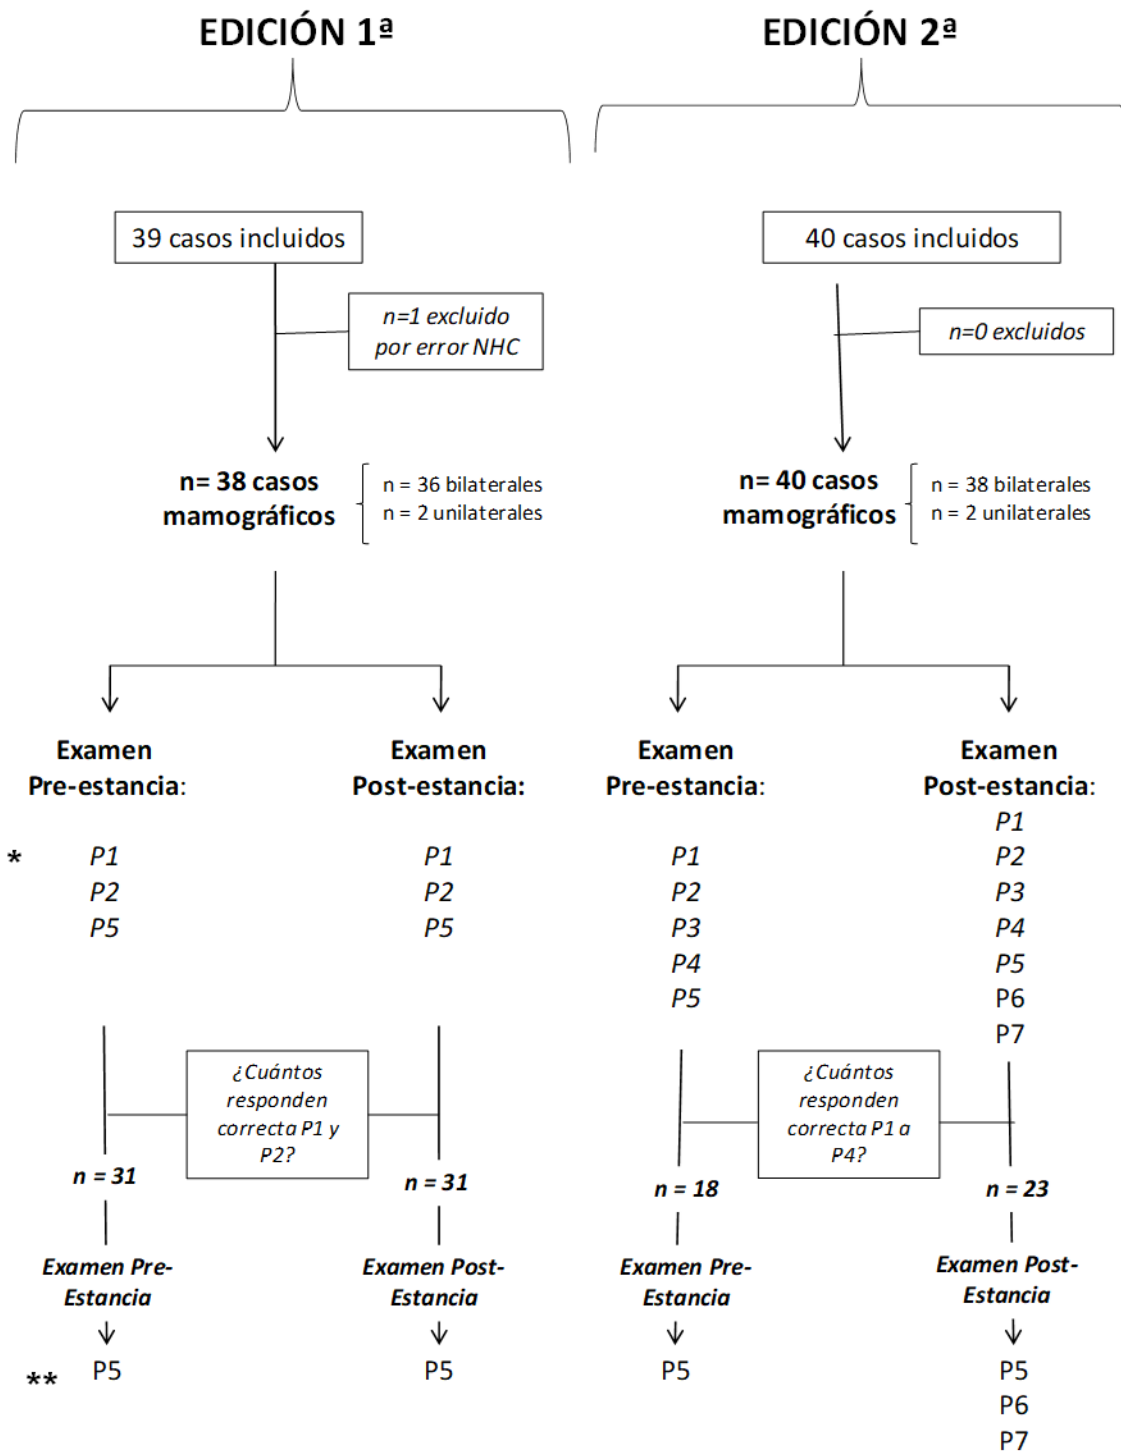 EDICIÓN 1ª
39 casos incluidos
n=1 excluido
por error NHC
n= 38 casos
mamográficos
n = 36 bilaterales
n = 2 unilaterales
Examen
Pre-estancia:
Examen
Post-estancia:
*
P1
P2
P5
P1
P2
P5
¿Cuántos
responden
correcta P1 y
P2?
n = 31
n = 31
Examen Pre-
Estancia
Examen Post-
Estancia
**
P5
P5
EDICIÓN 2ª
40 casos incluidos
n=0 excluidos
n= 40 casos
mamográficos
n = 38 bilaterales
n = 2 unilaterales
Examen
Pre-estancia:
Examen
Post-estancia:
P1
P2
P3
P4
P5
P1
P2
P3
P4
P5
P6
P7
¿Cuántos
responden
correcta P1 a
P4?
n = 18
n = 23
Examen Pre-
Estancia
Examen Post-
Estancia
P5
P5
P6
P7